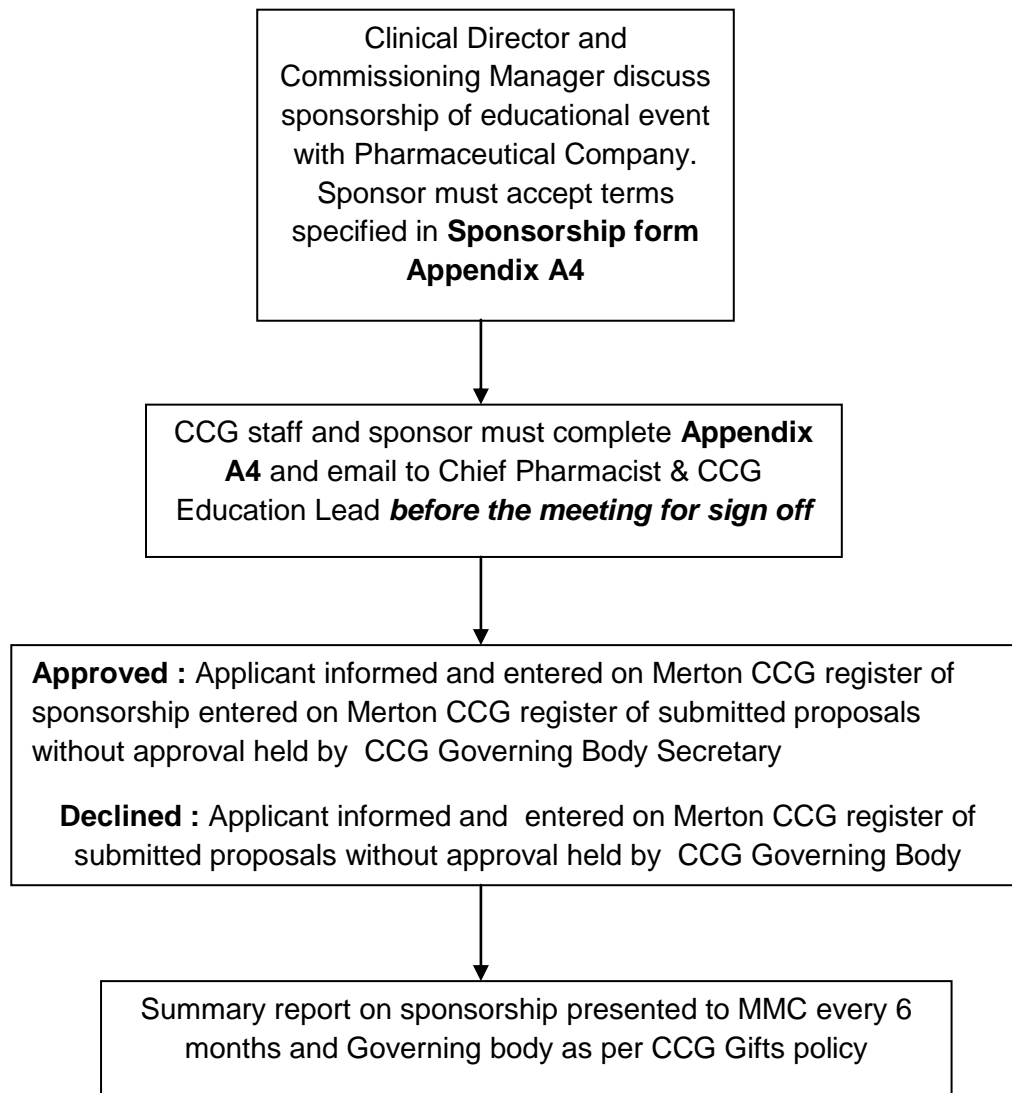 Clinical Director and
Commissioning Manager discuss
sponsorship of educational event
with Pharmaceutical Company.
Sponsor must accept terms
specified in Sponsorship form
Appendix A4
CCG staff and sponsor must complete Appendix
A4 and email to Chief Pharmacist & CCG
Education Lead before the meeting for sign off
Approved : Applicant informed and entered on Merton CCG register of
sponsorship entered on Merton CCG register of submitted proposals
without approval held by CCG Governing Body Secretary
Declined : Applicant informed and entered on Merton CCG register of
submitted proposals without approval held by CCG Governing Body
Summary report on sponsorship presented to MMC every 6
months and Governing body as per CCG Gifts policy